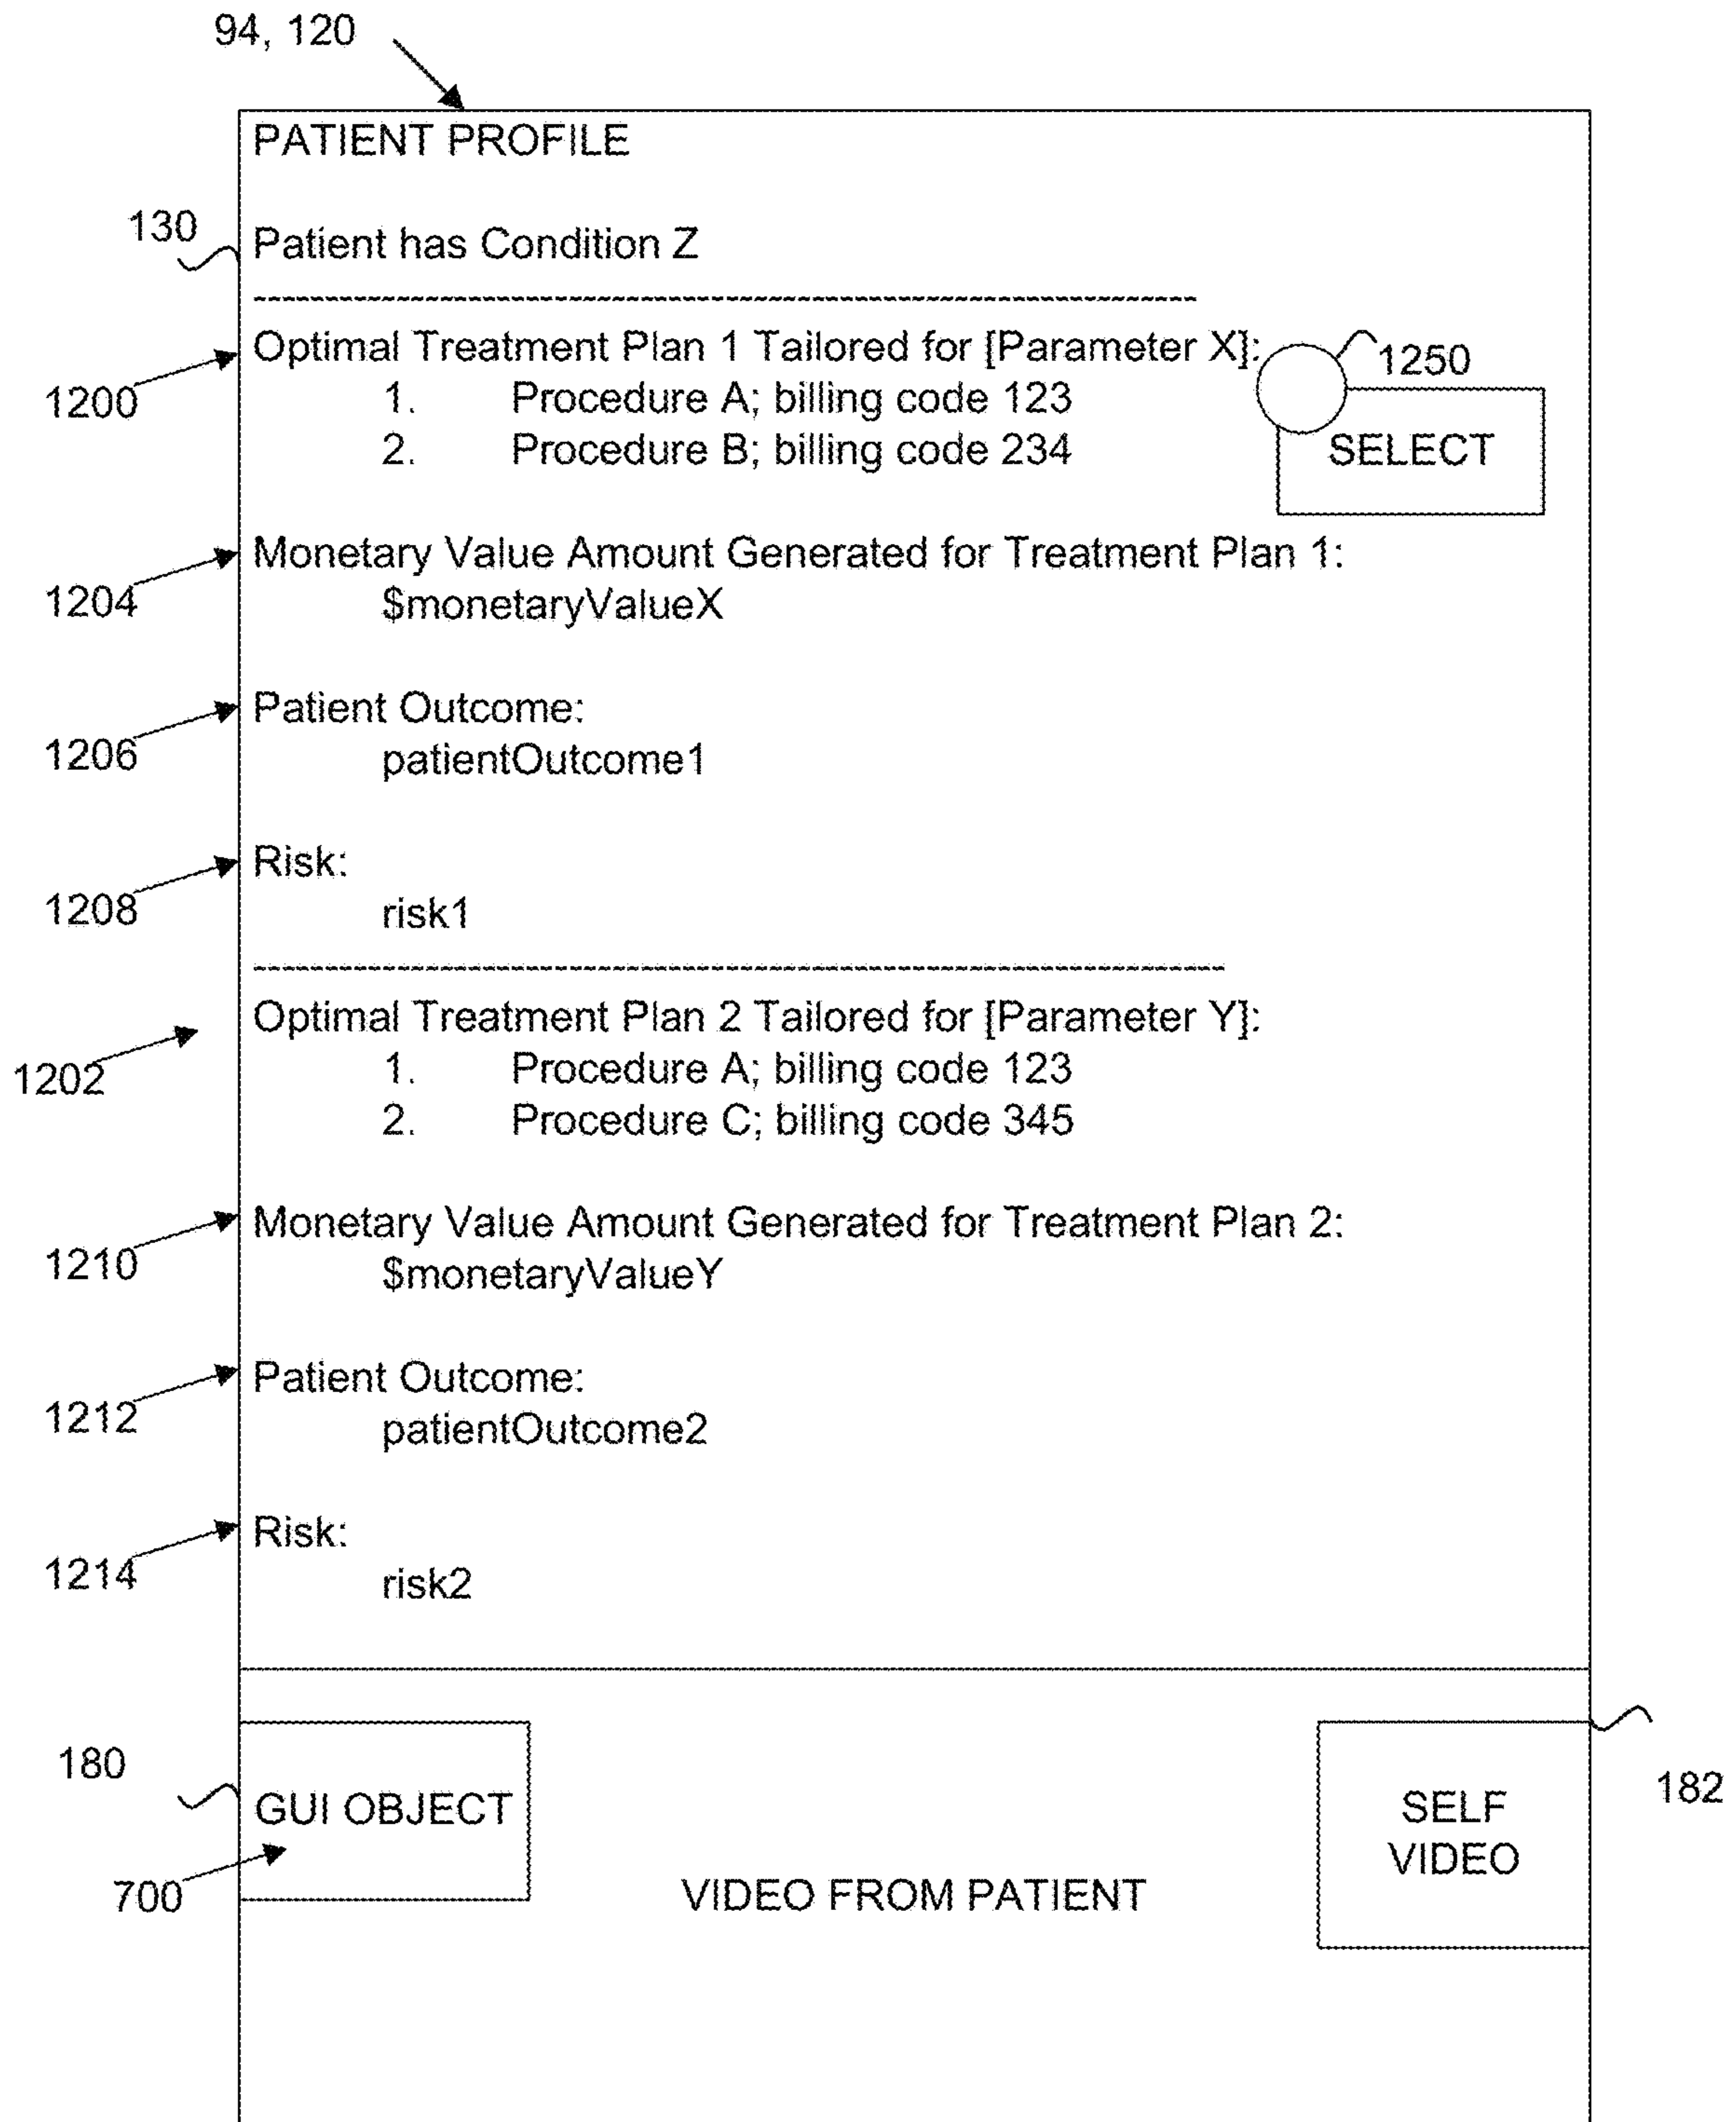 94, 120
PATIENT PROFILE
130
Patient has Condition Z
Optimal Treatment Plan 1 Tailored for [Parameter X]:
1200
1250
1. Procedure A; billing code 123
2. Procedure B; billing code 234
SELECT
Monetary Value Amount Generated for Treatment Plan 1:
1204
$monetaryValueX
Patient Outcome:
1206
patientOutcome1
Risk:
1208
risk1
Optimal Treatment Plan 2 Tailored for [Parameter Y]:
1202
1. Procedure A; billing code 123
2. Procedure C; billing code 345
Monetary Value Amount Generated for Treatment Plan 2:
1210
$monetaryValueY
Patient Outcome:
1212
patientOutcome2
Risk:
1214
risk2
180
GUI OBJECT
700
VIDEO FROM PATIENT
SELF
VIDEO
182